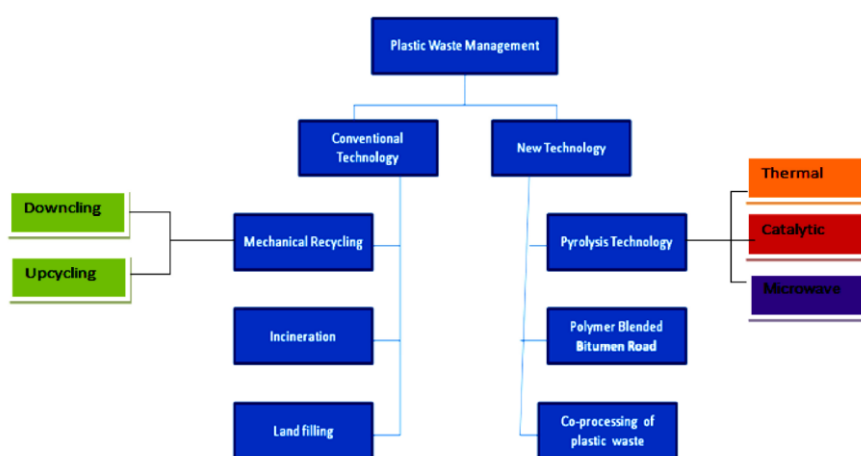 Plastic Waste Management
Conventional
Technology
New Technology
Thermal
Downcling
Mechanical Recycling
Pyrolysis Technology
Catalytic
Upcycling
Microwave
Incineration
Polymer Blended
Bitumen Road
Land filling
Co-processing of
plastic waste